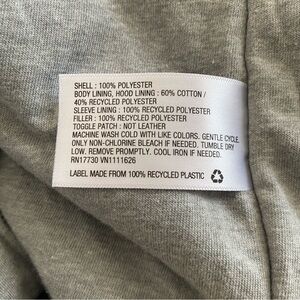 SHELL : 100% POLYESTER
BODY LINING, HOOD LINING : 60% COTTON /
40% RECYCLED POLYESTER
SLEEVE LINING : 100% RECYCLED POLYESTER
FILLER : 100% RECYCLED POLYESTER
TOGGLE PATCH : NOT LEATHER
MACHINE WASH COLD WITH LIKE COLORS. GENTLE CYCLE.
ONLY NON-CHLORINE BLEACH IF NEEDED. TUMBLE DRY
LOW. REMOVE PROMPTLY. COOL IRON IF NEEDED.
RN17730 VN1111626
LABEL MADE FROM 100% RECYCLED PLASTIC